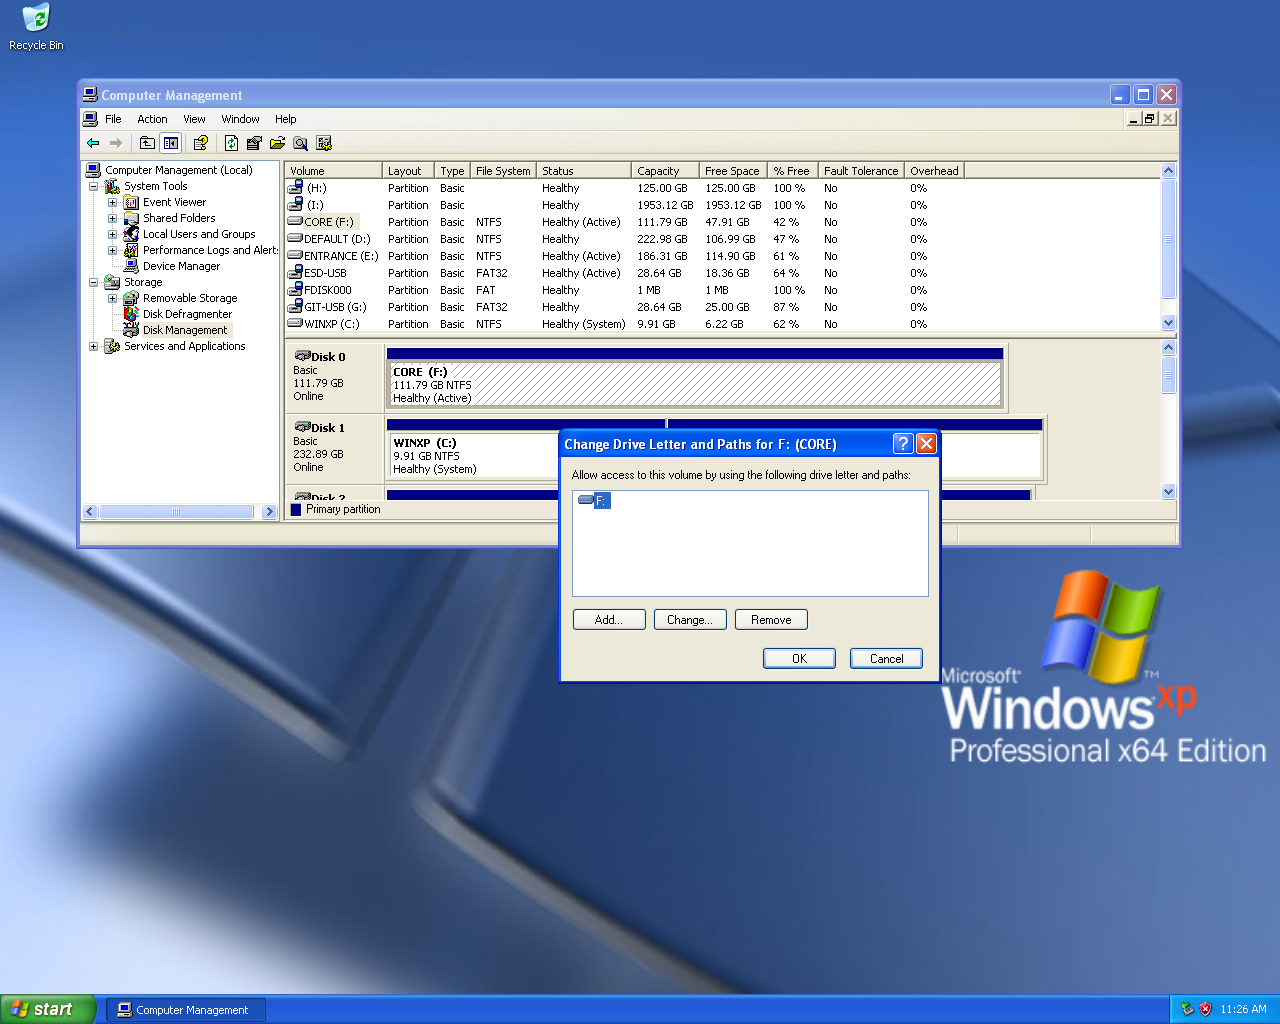 Recycle Bin
Computer Management
File Action View Window Help
Computer Management (Local)
System Tools
Event Viewer
Shared Folders
Local Users and Groups
Performance Logs and Alerts
Device Manager
Storage
Removable Storage
Disk Defragmenter
Disk Management
Services and Applications
Volume Layout Type File System Status Capacity Free Space % Free Fault Tolerance Overhead
(H:) Partition Basic Healthy 125.00 GB 125.00 GB 100 % No 0%
(I:) Partition Basic Healthy 1953.12 GB 1953.12 GB 100 % No 0%
CORE (F:) Partition Basic NTFS Healthy (Active) 111.79 GB 47.91 GB 42 % No 0%
DEFAULT (D:) Partition Basic NTFS Healthy 222.98 GB 106.99 GB 47 % No 0%
ENTRANCE (E:) Partition Basic NTFS Healthy (Active) 186.31 GB 114.90 GB 61 % No 0%
ESD-USB Partition Basic FAT32 Healthy (Active) 28.64 GB 18.36 GB 64 % No 0%
FDISK000 Partition Basic FAT Healthy 1 MB 1 MB 100 % No 0%
GIT-USB (G:) Partition Basic FAT32 Healthy 28.64 GB 25.00 GB 87 % No 0%
WINXP (C:) Partition Basic NTFS Healthy (System) 9.91 GB 6.22 GB 62 % No 0%
Disk 0
Basic
111.79 GB
Online
CORE (F:)
111.79 GB NTFS
Healthy (Active)
Disk 1
Basic
232.89 GB
Online
WINXP (C:)
9.91 GB NTFS
Healthy (System)
Disk 2
Primary partition
Change Drive Letter and Paths for F: (CORE)
Allow access to this volume by using the following drive letter and paths:
F:
Add... Change... Remove
OK Cancel
Microsoft®
Windows xp™
Professional x64 Edition
start Computer Management 11:26 AM